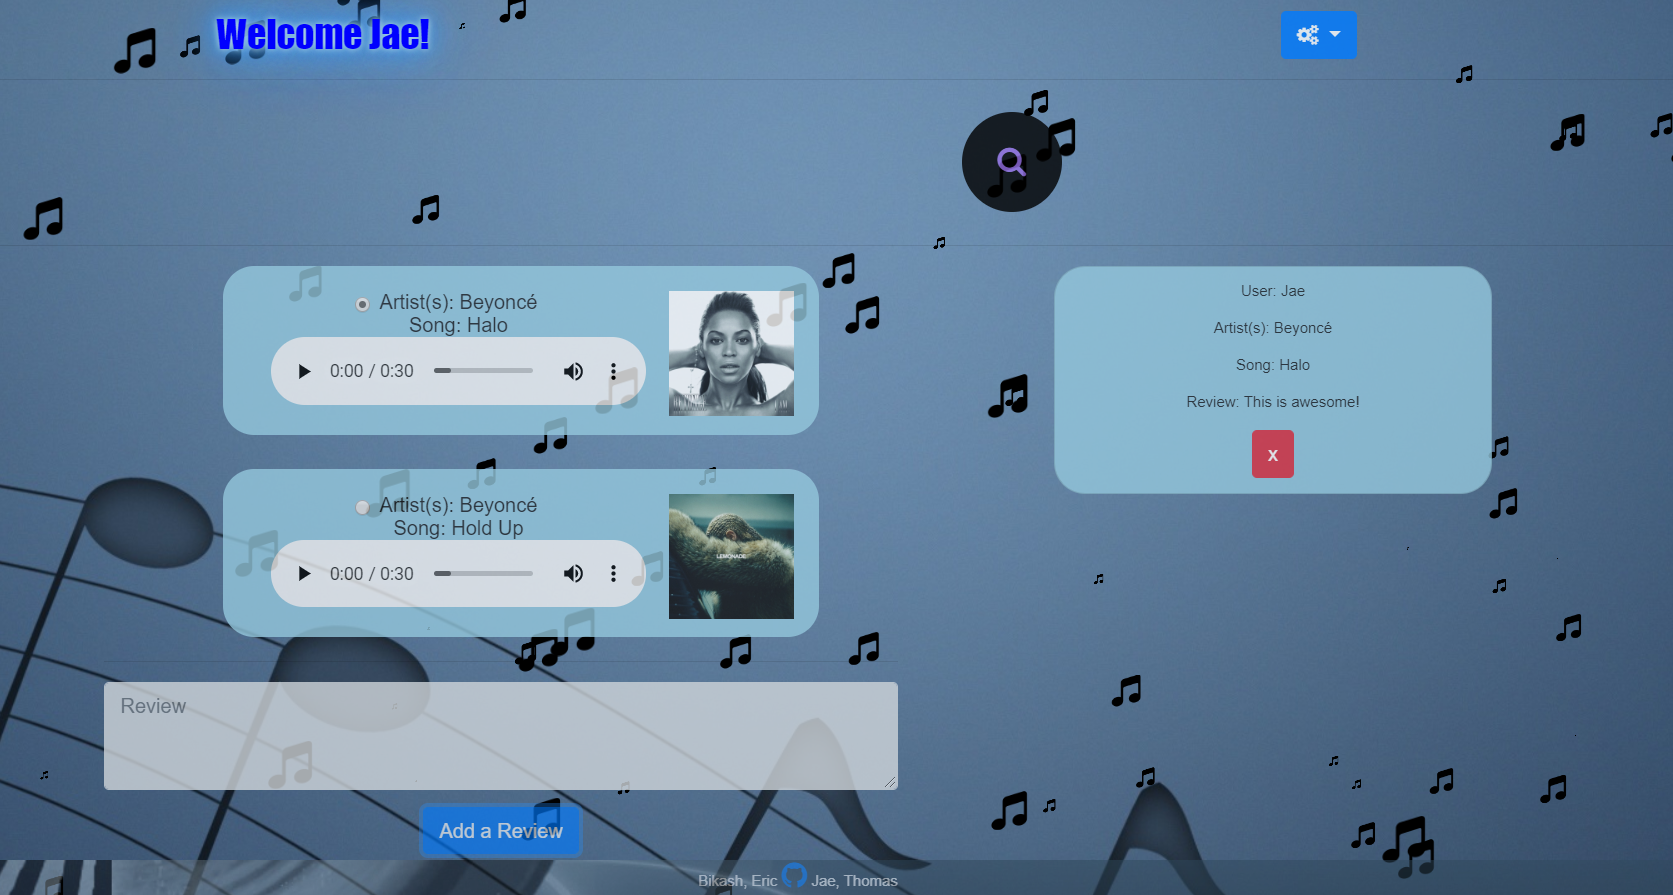 Welcome Jae!
Artist(s): Beyoncé
Song: Halo
0:00 / 0:30
Artist(s): Beyoncé
Song: Hold Up
0:00 / 0:30
LEMONADE
Review
Add a Review
User: Jae
Artist(s): Beyoncé
Song: Halo
Review: This is awesome!
X
Bikash, Eric Jae, Thomas